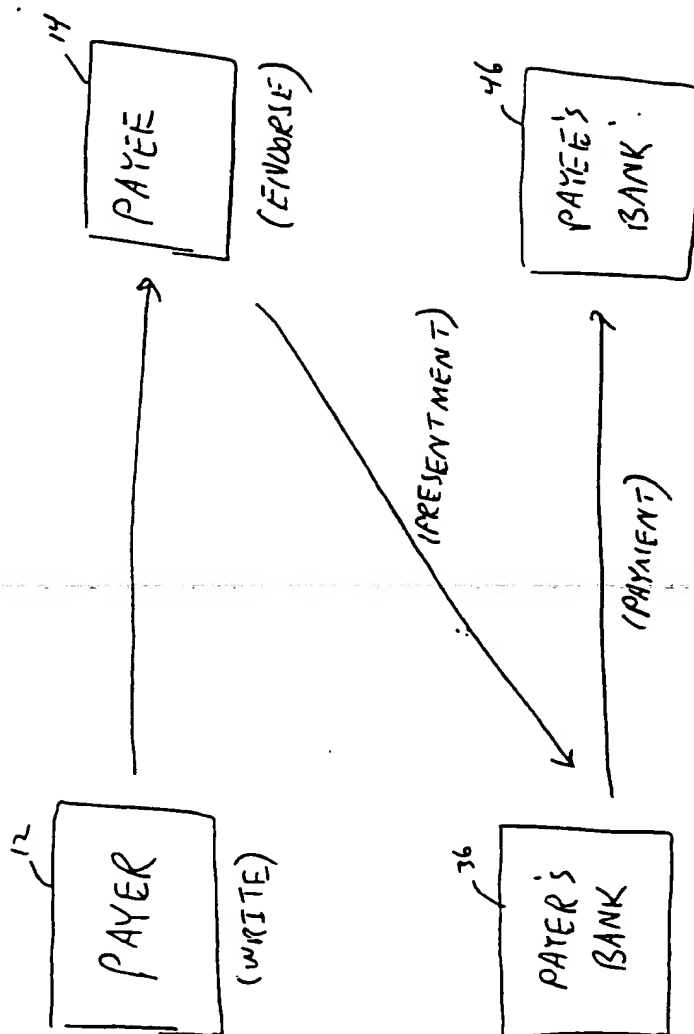 12
PAYER
(WRITE)
14
PAYEE
(ENDORSE)
(PRESENTMENT)
36
PAYER'S
BANK
(PAYMENT)
46
PAYEE'S
BANK